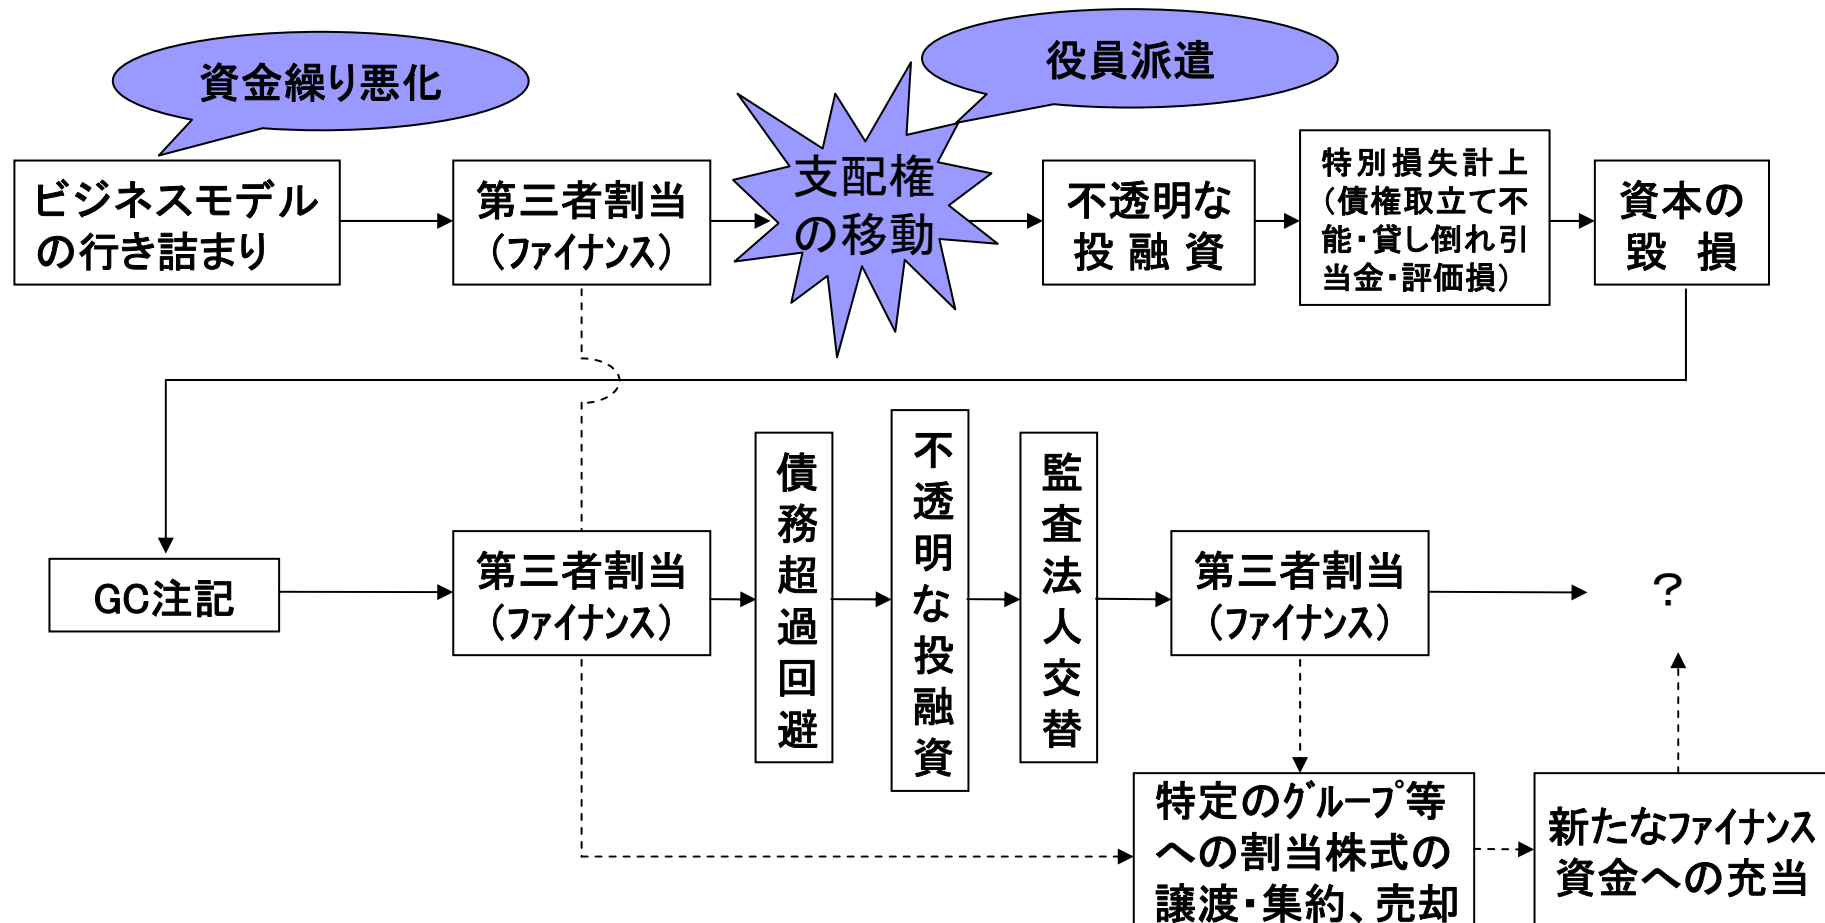 資金繰り悪化
役員派遣
ビジネスモデル
の行き詰まり
第三者割当
（ファイナンス）
支配権
の移動
不透明な
投融資
特別損失計上
（債権取立て不
能・貸し倒れ引
当金・評価損）
資本の
毀損
GC注記
第三者割当
（ファイナンス）
債務超過回避
不透明な投融資
監査法人交替
第三者割当
（ファイナンス）
？
特定のグループ等
への割当株式の
譲渡・集約、売却
新たなファイナンス
資金への充当